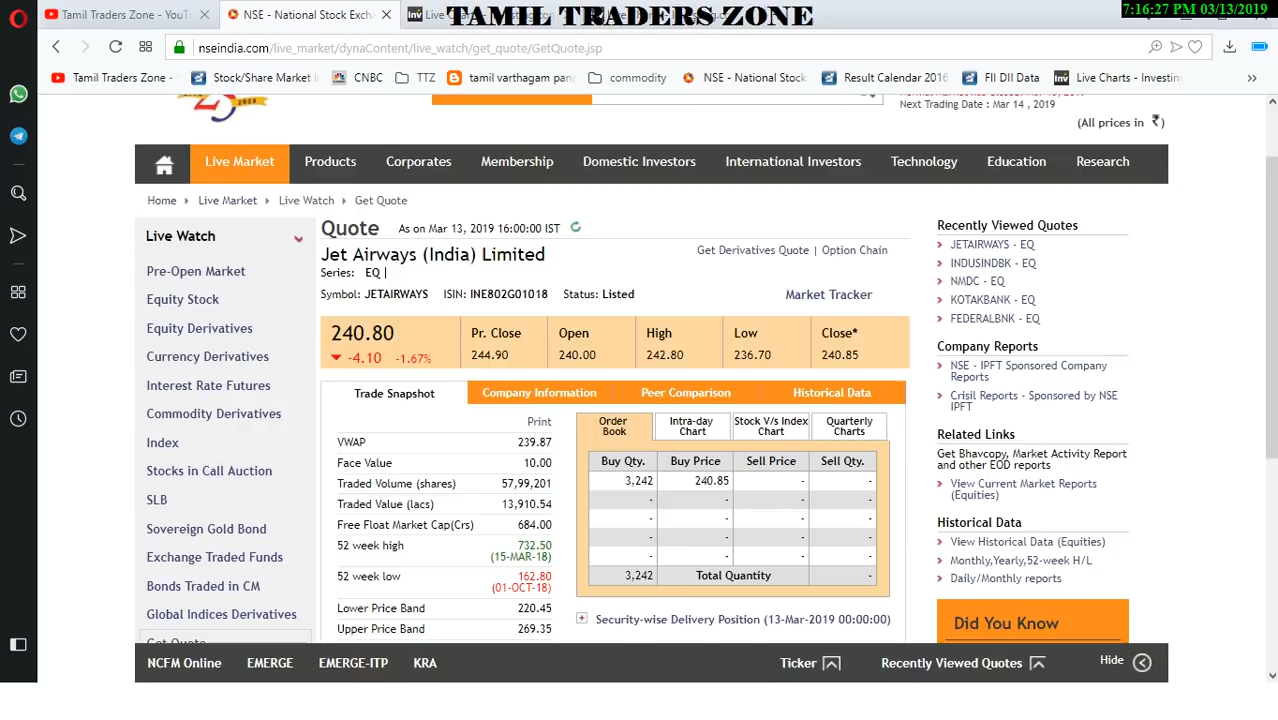 Tamil Traders Zone - YouT
NSE - National Stock Exch
TAMIL TRADERS ZONE
7:16:27 PM 03/13/2019
nseindia.com/live_market/dynaContent/live_watch/get_quote/GetQuote.jsp
Tamil Traders Zone -
Stock/Share Market I
CNBC
TTZ
tamil varthagam pan
commodity
NSE - National Stock
Result Calendar 2016
FII DII Data
Live Charts - Investin
Next Trading Date : Mar 14 , 2019
(All prices in ₹)
Live Market
Products
Corporates
Membership
Domestic Investors
International Investors
Technology
Education
Research
Home Live Market Live Watch Get Quote
Live Watch
Pre-Open Market
Equity Stock
Equity Derivatives
Currency Derivatives
Interest Rate Futures
Commodity Derivatives
Index
Stocks in Call Auction
SLB
Sovereign Gold Bond
Exchange Traded Funds
Bonds Traded in CM
Global Indices Derivatives
Get Quote
Quote As on Mar 13, 2019 16:00:00 IST
Jet Airways (India) Limited
Get Derivatives Quote | Option Chain
Series: EQ |
Symbol: JETAIRWAYS ISIN: INE802G01018 Status: Listed
Market Tracker
240.80 Pr. Close Open High Low Close*
-4.10 -1.67% 244.90 240.00 242.80 236.70 240.85
Trade Snapshot
Company Information
Peer Comparison
Historical Data
Print
VWAP 239.87
Face Value 10.00
Traded Volume (shares) 57,99,201
Traded Value (lacs) 13,910.54
Free Float Market Cap(Crs) 684.00
52 week high 732.50
(15-MAR-18)
52 week low 162.80
(01-OCT-18)
Lower Price Band 220.45
Upper Price Band 269.35
Order Book
Intra-day Chart
Stock V/s Index Chart
Quarterly Charts
Buy Qty. Buy Price Sell Price Sell Qty.
3,242 240.85 - -
- - - -
- - - -
- - - -
- - - -
3,242 Total Quantity -
Security-wise Delivery Position (13-Mar-2019 00:00:00)
Recently Viewed Quotes
JETAIRWAYS - EQ
INDUSINDBK - EQ
NMDC - EQ
KOTAKBANK - EQ
FEDERALBNK - EQ
Company Reports
NSE - IPFT Sponsored Company
Reports
Crisil Reports - Sponsored by NSE
IPFT
Related Links
Get Bhavcopy, Market Activity Report
and other EOD reports
View Current Market Reports
(Equities)
Historical Data
View Historical Data (Equities)
Monthly,Yearly,52-week H/L
Daily/Monthly reports
Did You Know
NCFM Online
EMERGE
EMERGE-ITP
KRA
Ticker
Recently Viewed Quotes
Hide